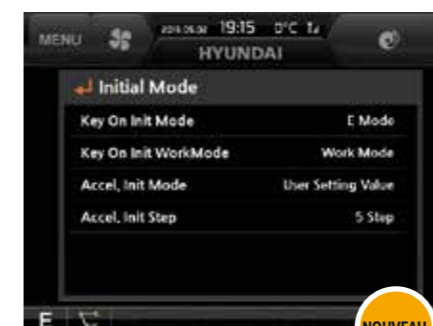 MENU 19:15 0°C
HYUNDAI
Initial Mode
Key On Init Mode E Mode
Key On Init WorkMode Work Mode
Accel, Init Mode User Setting Value
Accel, Init Step 5 Step
E
NOUVEAU